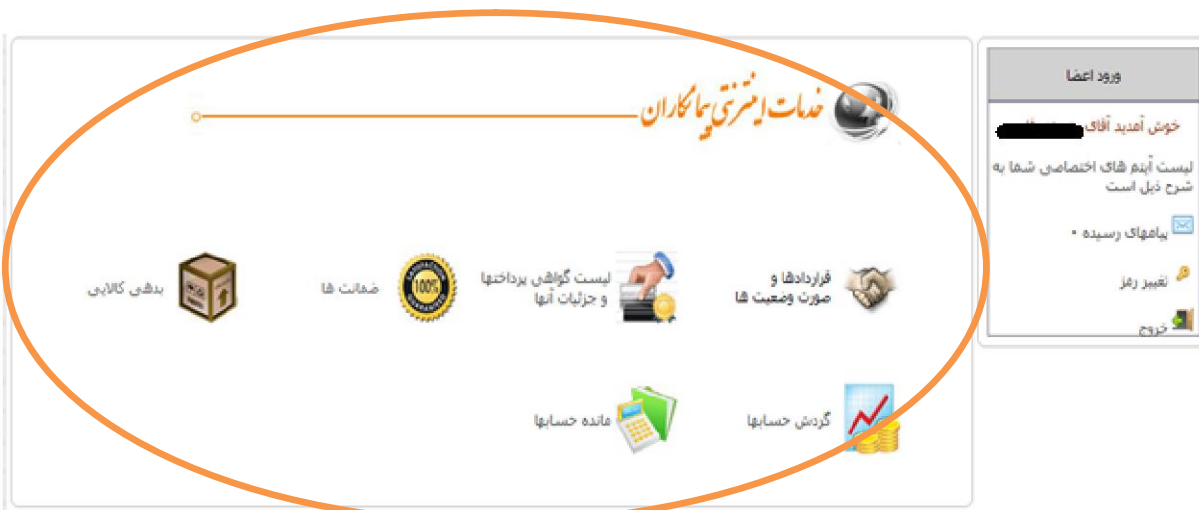 ورود اعضا
خوش آمدید آقای
لیست آیتم های اختصاصی شما به
شرح ذیل است
پیامهای رسیده ۰
تغییر رمز
خروج
خدمات اینترنتی پیمانکاران
قراردادها و
صورت وضعیت ها
لیست گواهی پرداختها
و جزئیات آنها
100%
ضمانت ها
بدهی کالایی
گردش حسابها
مانده حسابها